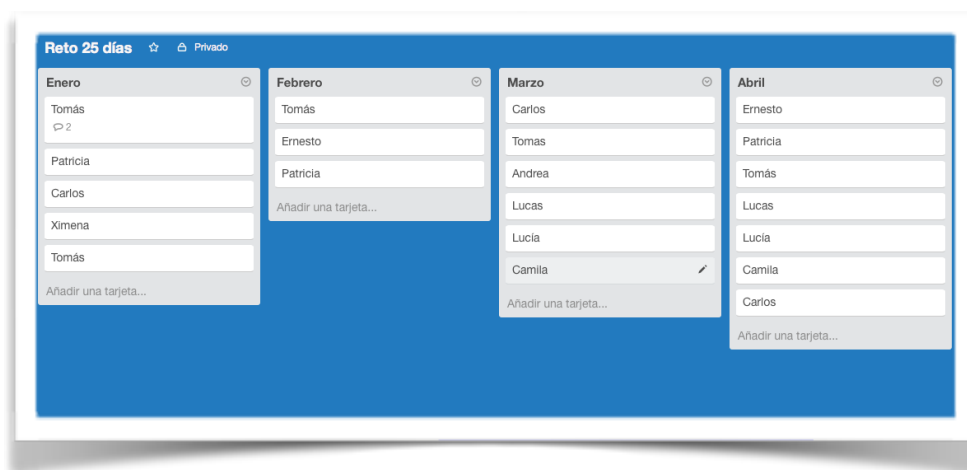 Reto 25 días Privado
Enero
Tomás
2
Patricia
Carlos
Ximena
Tomás
Añadir una tarjeta...
Febrero
Tomás
Ernesto
Patricia
Añadir una tarjeta...
Marzo
Carlos
Tomas
Andrea
Lucas
Lucía
Camila
Añadir una tarjeta...
Abril
Ernesto
Patricia
Tomás
Lucas
Lucía
Camila
Carlos
Añadir una tarjeta...